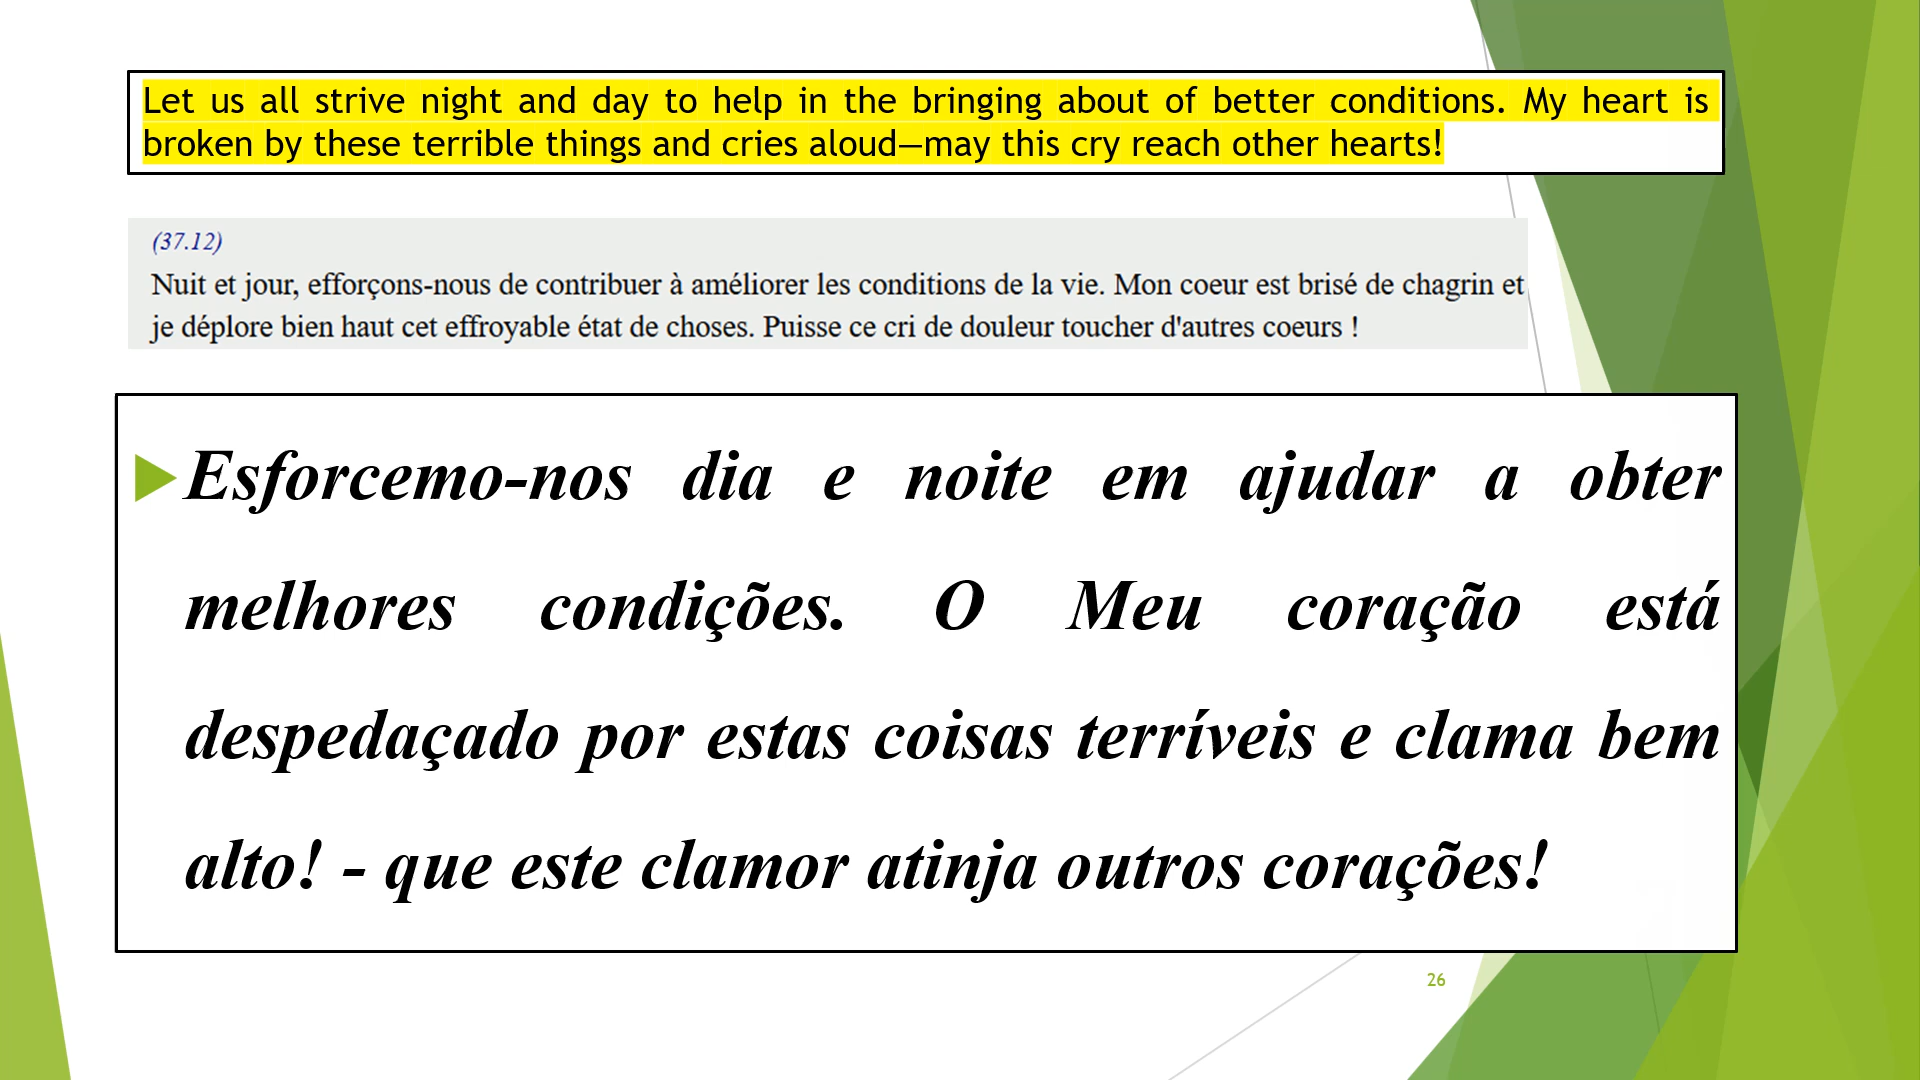 Let us all strive night and day to help in the bringing about of better conditions. My heart is
broken by these terrible things and cries aloud—may this cry reach other hearts!
(37.12)
Nuit et jour, efforçons-nous de contribuer à améliorer les conditions de la vie. Mon coeur est brisé de chagrin et
je déplore bien haut cet effroyable état de choses. Puisse ce cri de douleur toucher d'autres coeurs !
Esforcemo-nos dia e noite em ajudar a obter
melhores condições. O Meu coração está
despedaçado por estas coisas terríveis e clama bem
alto! - que este clamor atinja outros corações!
26